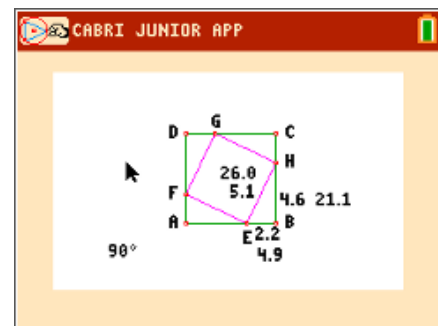 CABRI JUNIOR APP
D G C
H
26.0
F 5.1
4.6 21.1
A E 2.2 B
4.9
90°